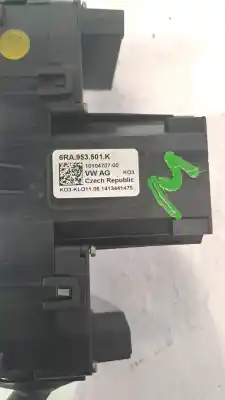 6RA.953.501.K
10104707-00
VW AG KO3
Czech Republic
KO3-KLO11.06.1413441475